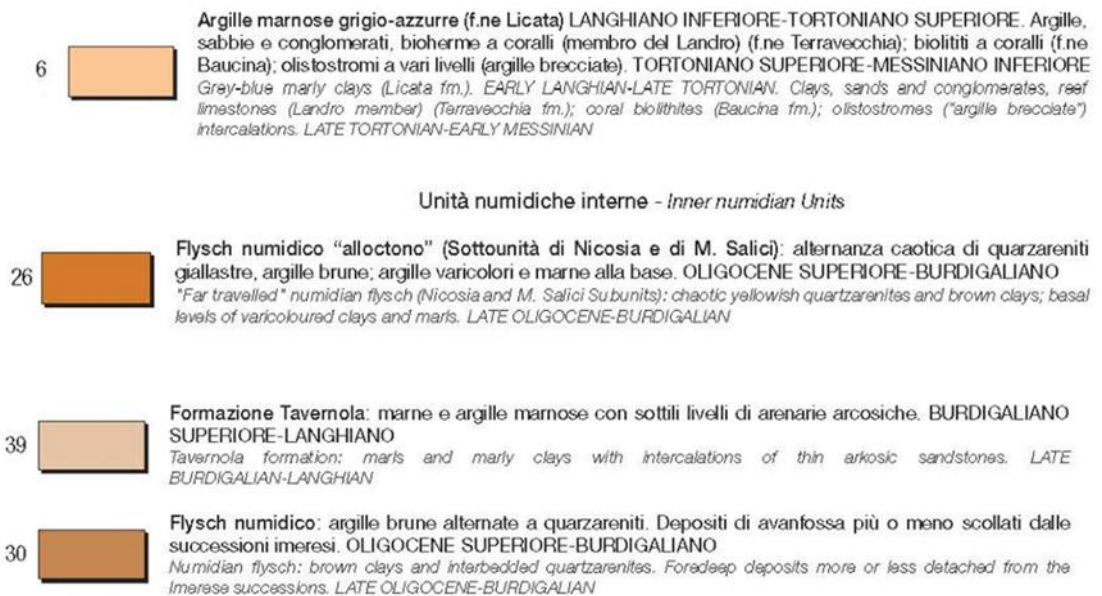 Argille marnose grigio-azzurre (f.ne Licata) LANGHIANO INFERIORE-TORTONIANO SUPERIORE. Argille,
sabbie e conglomerati, bioherme a coralli (membro del Landro) (f.ne Terravecchia); biolititi a coralli (f.ne
6
Baucina); olistostromi a vari livelli (argille brecciate). TORTONIANO SUPERIORE-MESSINIANO INFERIORE
Grey-blue marly clays (Licata fm.). EARLY LANGHIAN-LATE TORTONIAN. Clays, sands and conglomerates, reef
limestones (Landro member) (Terravecchia fm.); coral biolithites (Baucina fm.); olistostromes ("argille brecciate")
intercalations. LATE TORTONIAN-EARLY MESSINIAN
Unità numidiche interne - Inner numidian Units
Flysch numidico “alloctono” (Sottounità di Nicosia e di M. Salici): alternanza caotica di quarzareniti
26
giallastre, argille brune; argille varicolori e marne alla base. OLIGOCENE SUPERIORE-BURDIGALIANO
"Far travelled" numidian flysch (Nicosia and M. Salici Subunits): chaotic yellowish quartzarenites and brown clays; basal
levels of varicoloured clays and marls. LATE OLIGOCENE-BURDIGALIAN
Formazione Tavernola: marne e argille marnose con sottili livelli di arenarie arcosiche. BURDIGALIANO
39
SUPERIORE-LANGHIANO
Tavernola formation: marls and marly clays with intercalations of thin arkosic sandstones. LATE
BURDIGALIAN-LANGHIAN
Flysch numidico: argille brune alternate a quarzareniti. Depositi di avanfossa più o meno scollati dalle
30
successioni imeresi. OLIGOCENE SUPERIORE-BURDIGALIANO
Numidian flysch: brown clays and interbedded quartzarenites. Foredeep deposits more or less detached from the
Imerese successions. LATE OLIGOCENE-BURDIGALIAN